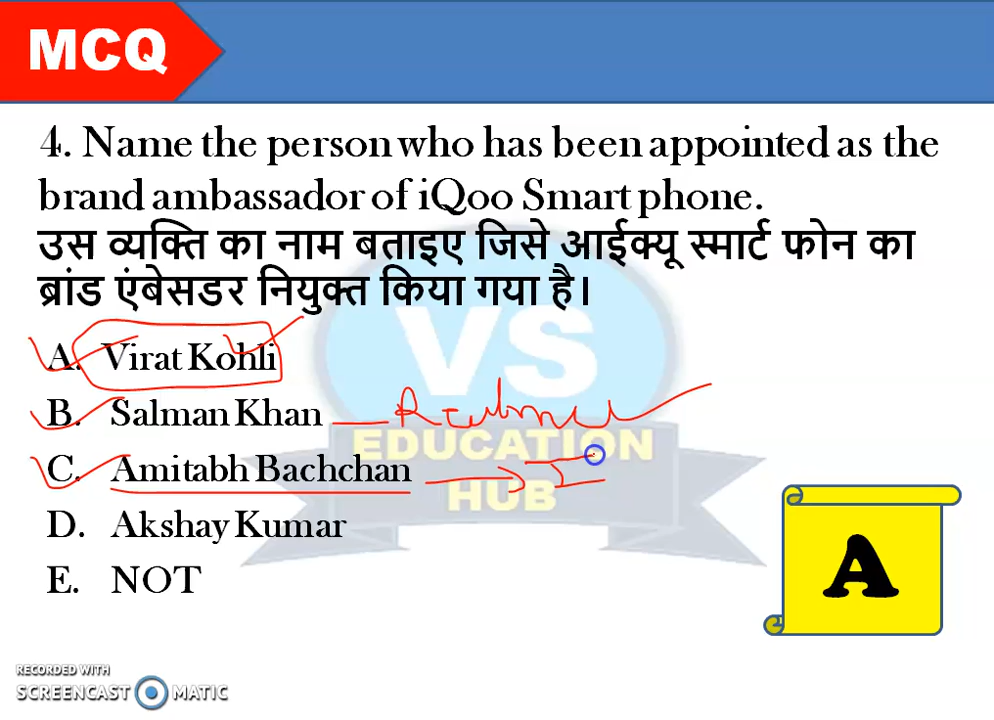 MCQ
4. Name the person who has been appointed as the
brand ambassador of iQoo Smart phone.
उस व्यक्ति का नाम बताइए जिसे आईक्यू स्मार्ट फोन का
ब्रांड एंबेसडर नियुक्त किया गया है।
A. Virat Kohli
B. Salman Khan
C. Amitabh Bachchan
D. Akshay Kumar
E. NOT
VS
EDUCATION
HUB
A
RECORDED WITH
SCREENCAST MATIC